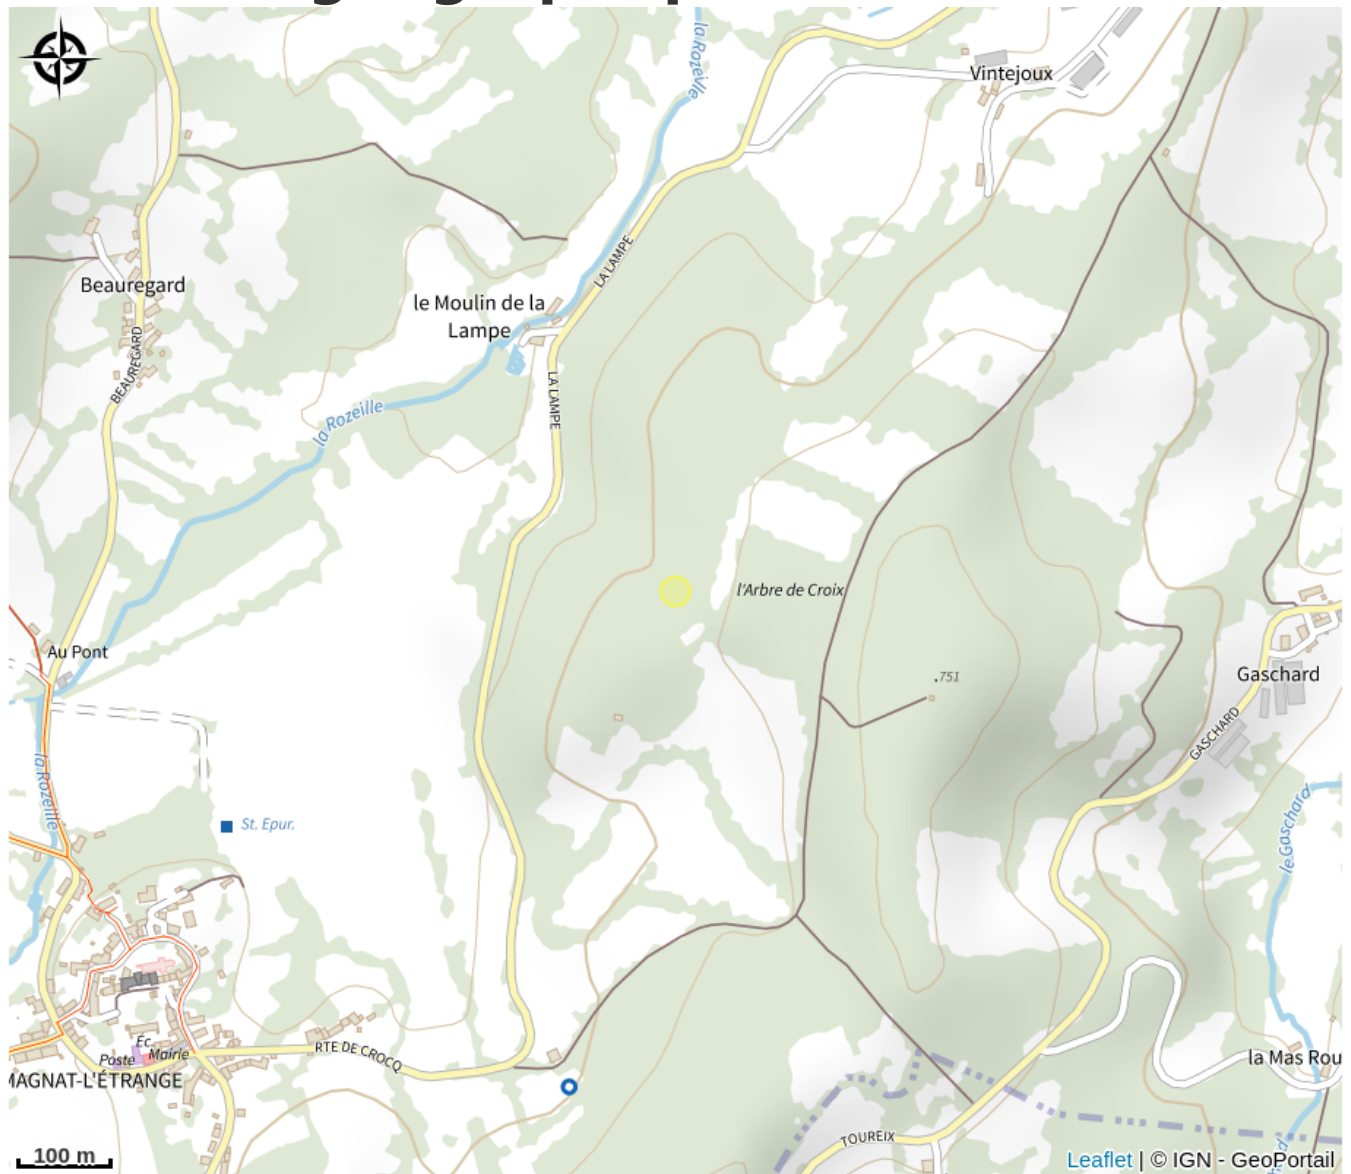 la Rozeille
Vintejoux
Beauregard
LA LAMPE
le Moulin de la
Lampe
BEAUREGARD
LA LAMPE
la Rozeille
l'Arbre de Croix
Au Pont
.751
Gaschard
GASCHARD
la Rozeille
St. Epur.
le Gaschard
Éc.
Poste
Mairie
MAGNAT-L'ÉTRANGE
RTE DE CROCQ
la Mas Rou
TOUREIX
100 m
Leaflet | © IGN - GeoPortail